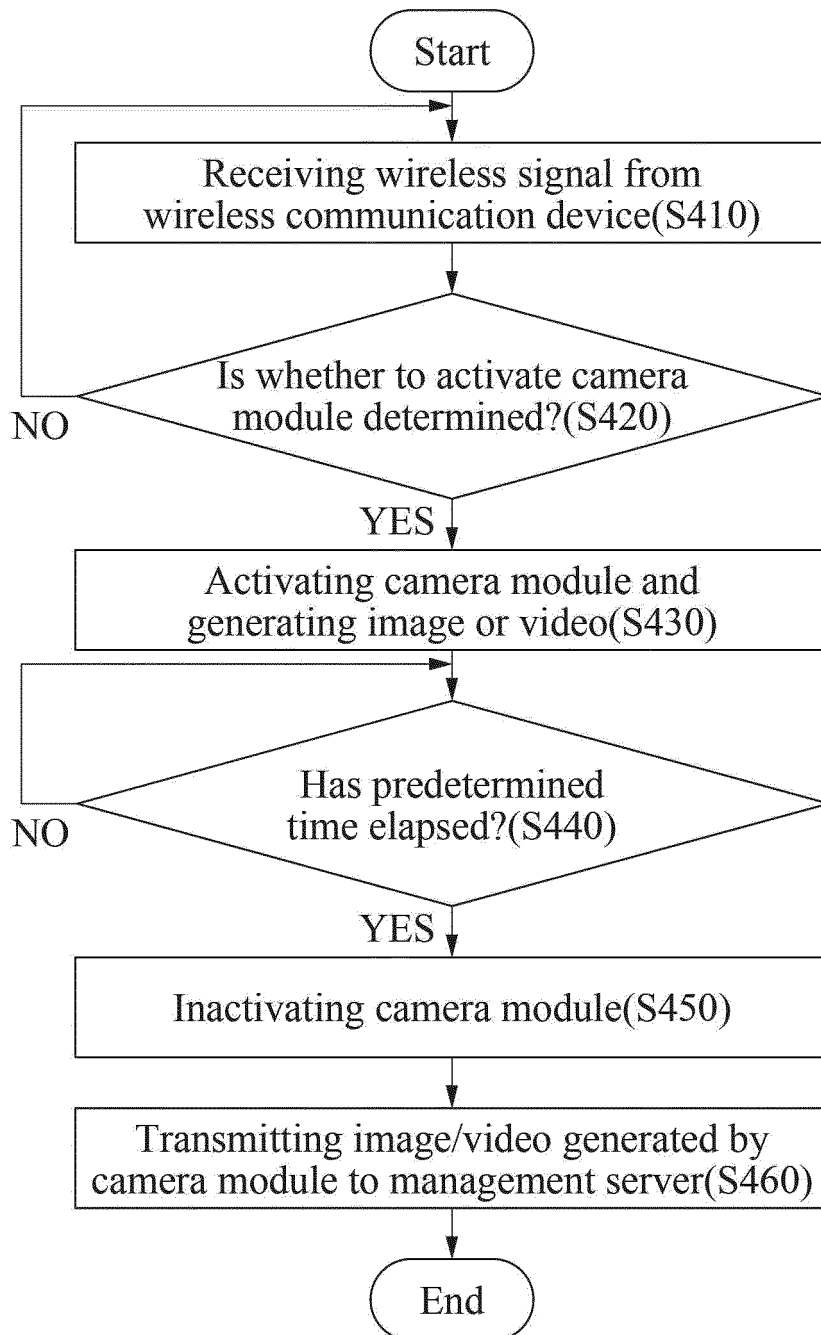 Start
Receiving wireless signal from
wireless communication device(S410)
Is whether to activate camera
module determined?(S420)
NO
YES
Activating camera module and
generating image or video(S430)
Has predetermined
time elapsed?(S440)
NO
YES
Inactivating camera module(S450)
Transmitting image/video generated by
camera module to management server(S460)
End